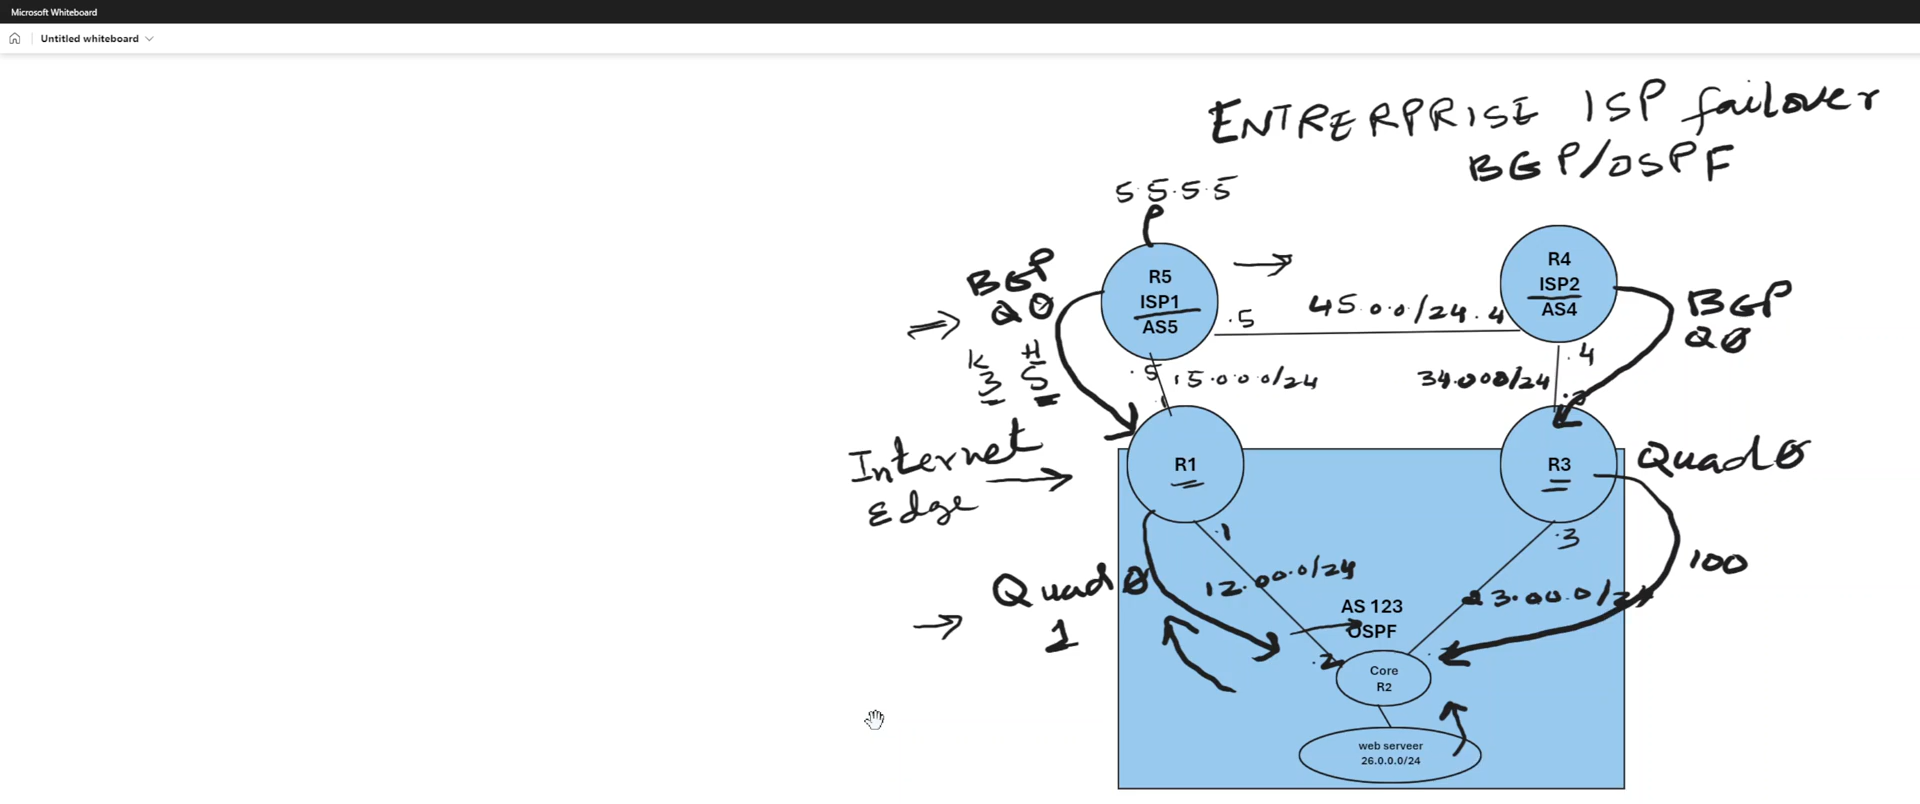 Microsoft Whiteboard
Untitled whiteboard
ENTRERPRISE ISP failover
BGP/OSPF
5.5.5.5
R5
ISP1
AS5
R4
ISP2
AS4
BGP
Q0
BGP
Q0
.5
45.0.0/24
.4
K
3
H
5
.5
15.0.0.0/24
34.000/24
.4
Internet
Edge
R1
R3
Quad0
.1
.3
12.00.0/24
23.00.0/24
100
Quad0
1
AS 123
OSPF
.2
Core
R2
web serveer
26.0.0.0/24